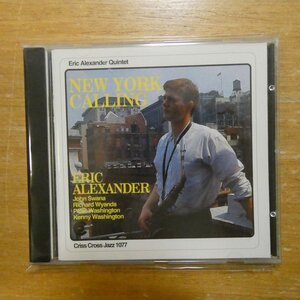 Eric Alexander Quintet
NEW YORK
CALLING
ERIC
ALEXANDER
John Swana
Richard Wyands
Peter Washington
Kenny Washington
Criss Cross Jazz 1077